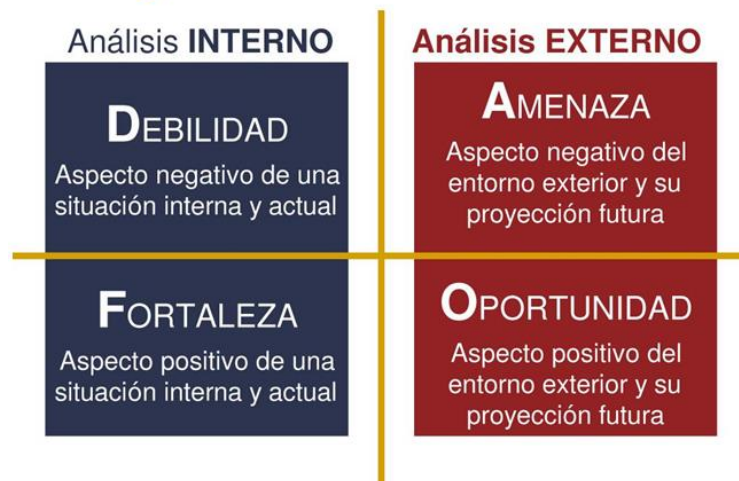 Análisis INTERNO
DEBILIDAD
Aspecto negativo de una
situación interna y actual
FORTALEZA
Aspecto positivo de una
situación interna y actual
Análisis EXTERNO
AMENAZA
Aspecto negativo del
entorno exterior y su
proyección futura
OPORTUNIDAD
Aspecto positivo del
entorno exterior y su
proyección futura